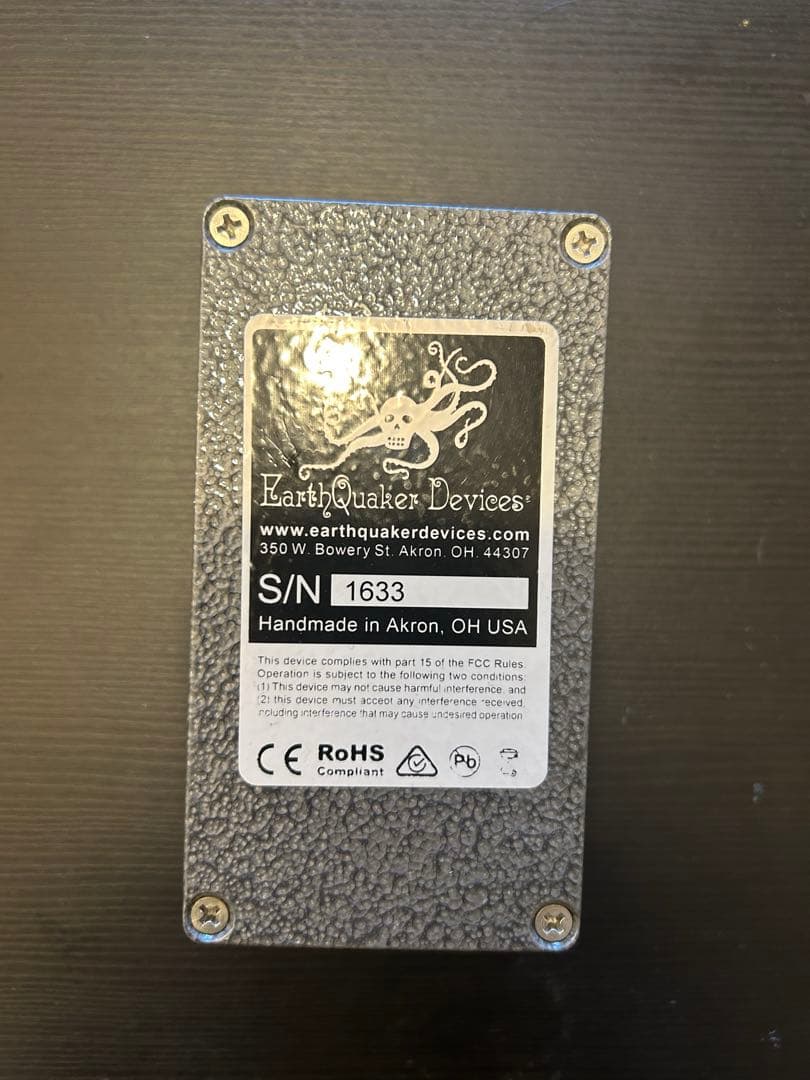 EarthQuaker Devices
www.earthquakerdevices.com
350 W. Bowery St. Akron, OH. 44307
S/N 1633
Handmade in Akron, OH USA
This device complies with part 15 of the FCC Rules.
Operation is subject to the following two conditions:
(1) This device may not cause harmful interference, and
(2) this device must accept any interference received,
including interference that may cause undesired operation
CE RoHS Pb
Compliant